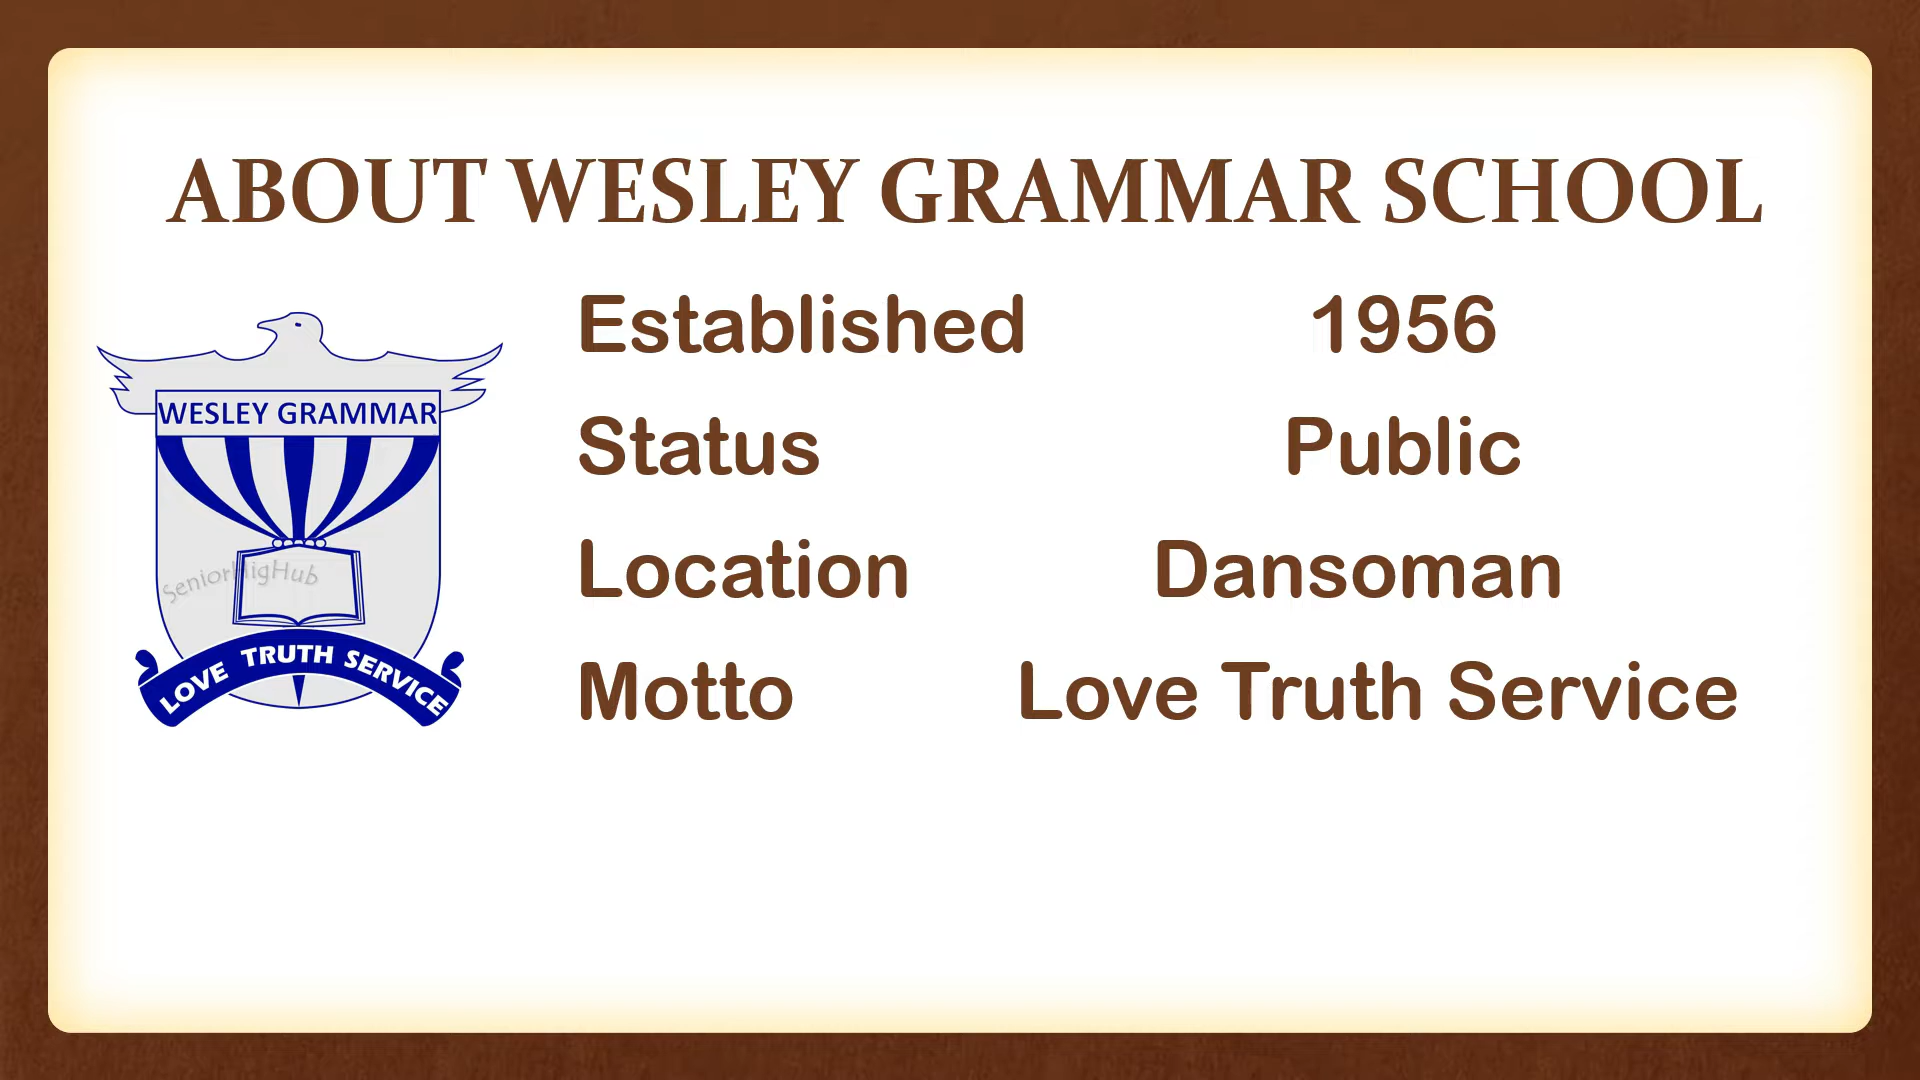 ABOUT WESLEY GRAMMAR SCHOOL
WESLEY GRAMMAR
SeniorHigHub
LOVE TRUTH SERVICE
Established 1956
Status Public
Location Dansoman
Motto Love Truth Service